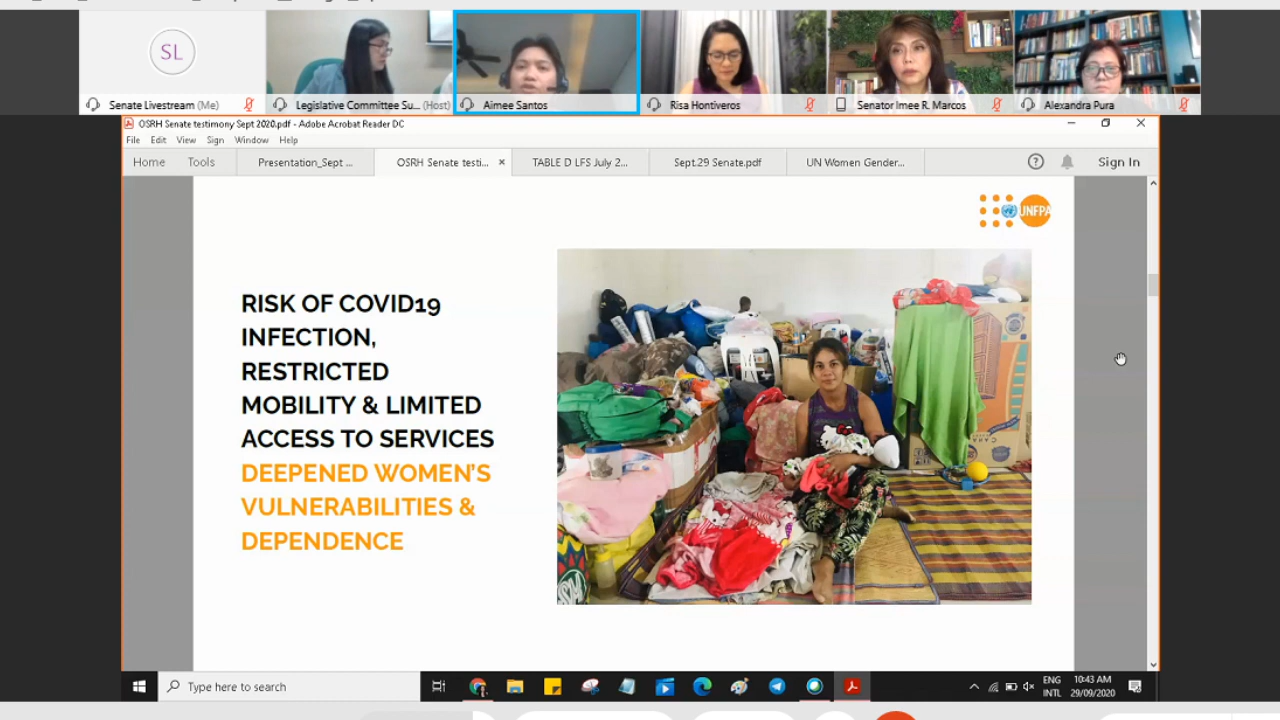 SL
Senate Livestream (Me)
Legislative Committee Su... (Host)
Aimee Santos
Risa Hontiveros
Senator Imee R. Marcos
Alexandra Pura
OSRH Senate testimony Sept 2020.pdf - Adobe Acrobat Reader DC
File Edit View Sign Window Help
Home Tools Presentation_Sept ... OSRH Senate testi... × TABLE D LFS July 2... Sept.29 Senate.pdf UN Women Gender... Sign In
UNFPA
RISK OF COVID19
INFECTION,
RESTRICTED
MOBILITY & LIMITED
ACCESS TO SERVICES
DEEPENED WOMEN'S
VULNERABILITIES &
DEPENDENCE
SM
Type here to search
ENG
INTL
10:43 AM
29/09/2020